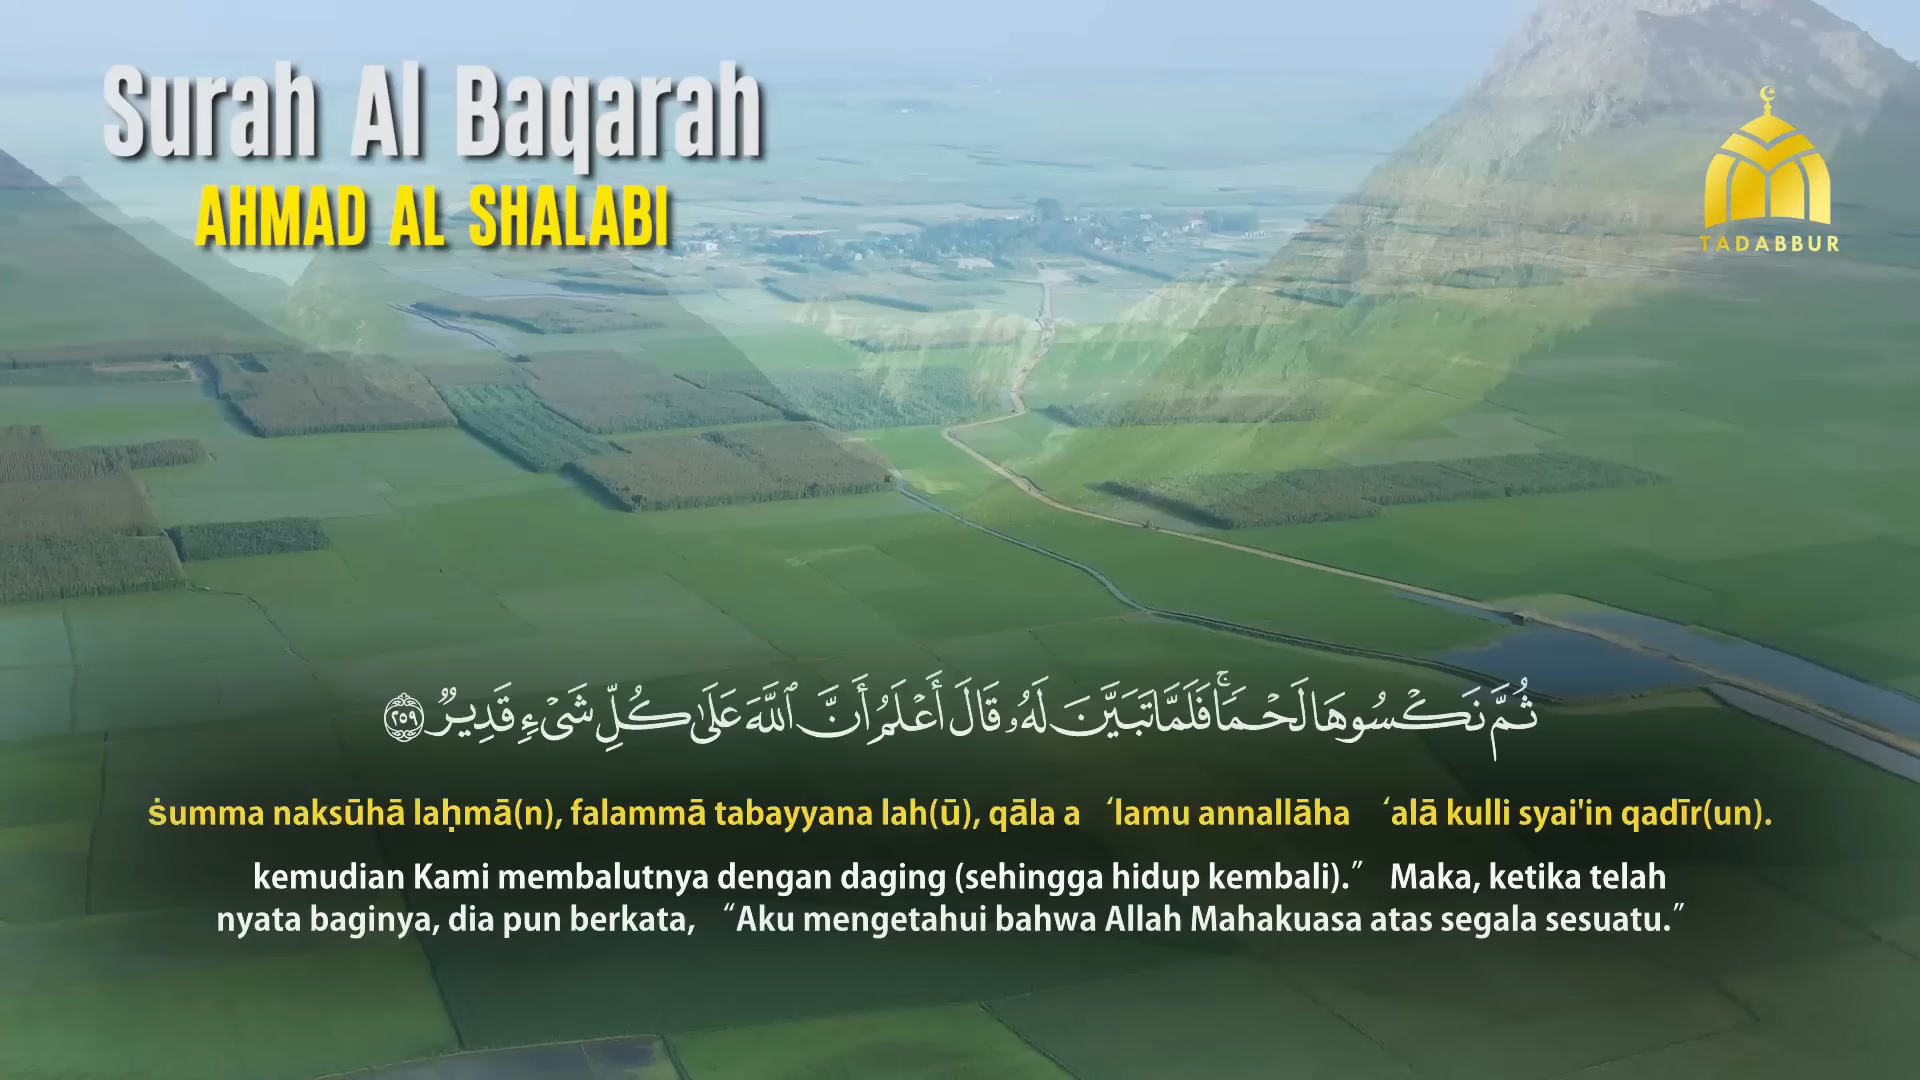 Surah Al Baqarah
AHMAD AL SHALABI
TADABBUR
ثُمَّ نَكْسُوهَا لَحْمًاۚ فَلَمَّا تَبَيَّنَ لَهُۥ قَالَ أَعْلَمُ أَنَّ ٱللَّهَ عَلَىٰ كُلِّ شَىْءٍ قَدِيرٌ ٢٥٩
ṡumma naksūhā laḥmā(n), falammā tabayyana lah(ū), qāla a ‘lamu annallāha ‘alā kulli syai'in qadīr(un).
kemudian Kami membalutnya dengan daging (sehingga hidup kembali).” Maka, ketika telah
nyata baginya, dia pun berkata, “Aku mengetahui bahwa Allah Mahakuasa atas segala sesuatu.”